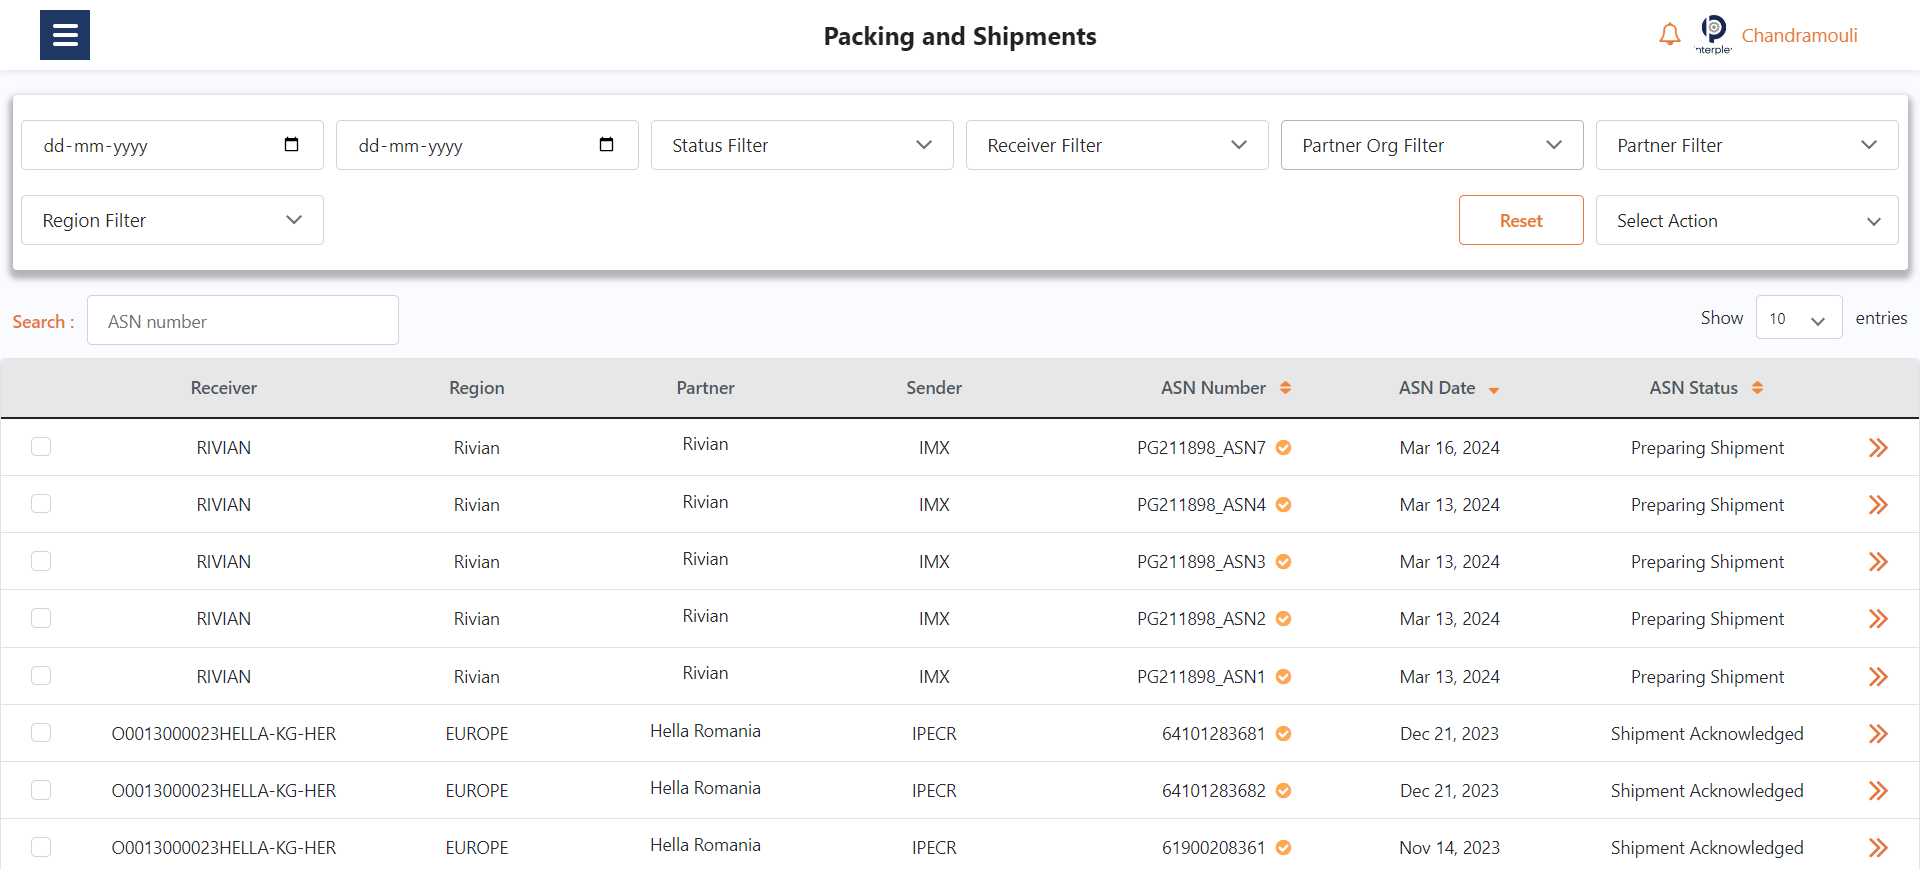 Packing and Shipments
nterple
Chandramouli
dd-mm-yyyy dd-mm-yyyy Status Filter Receiver Filter Partner Org Filter Partner Filter
Region Filter Reset Select Action
Search : ASN number Show 10 entries
Receiver Region Partner Sender ASN Number ASN Date ASN Status
RIVIAN Rivian Rivian IMX PG211898_ASN7 Mar 16, 2024 Preparing Shipment
RIVIAN Rivian Rivian IMX PG211898_ASN4 Mar 13, 2024 Preparing Shipment
RIVIAN Rivian Rivian IMX PG211898_ASN3 Mar 13, 2024 Preparing Shipment
RIVIAN Rivian Rivian IMX PG211898_ASN2 Mar 13, 2024 Preparing Shipment
RIVIAN Rivian Rivian IMX PG211898_ASN1 Mar 13, 2024 Preparing Shipment
O0013000023HELLA-KG-HER EUROPE Hella Romania IPECR 64101283681 Dec 21, 2023 Shipment Acknowledged
O0013000023HELLA-KG-HER EUROPE Hella Romania IPECR 64101283682 Dec 21, 2023 Shipment Acknowledged
O0013000023HELLA-KG-HER EUROPE Hella Romania IPECR 61900208361 Nov 14, 2023 Shipment Acknowledged